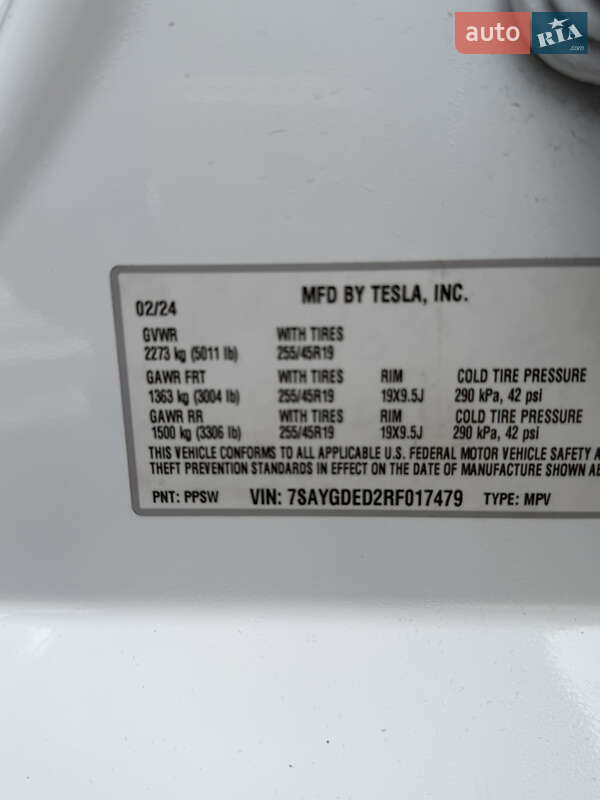 auto RIA.com
MFD BY TESLA, INC.
02/24
GVWR WITH TIRES
2273 kg (5011 lb) 255/45R19
GAWR FRT WITH TIRES RIM COLD TIRE PRESSURE
1363 kg (3004 lb) 255/45R19 19X9.5J 290 kPa, 42 psi
GAWR RR WITH TIRES RIM COLD TIRE PRESSURE
1500 kg (3306 lb) 255/45R19 19X9.5J 290 kPa, 42 psi
THIS VEHICLE CONFORMS TO ALL APPLICABLE U.S. FEDERAL MOTOR VEHICLE SAFETY A
THEFT PREVENTION STANDARDS IN EFFECT ON THE DATE OF MANUFACTURE SHOWN AB
PNT: PPSW VIN: 7SAYGDED2RF017479 TYPE: MPV